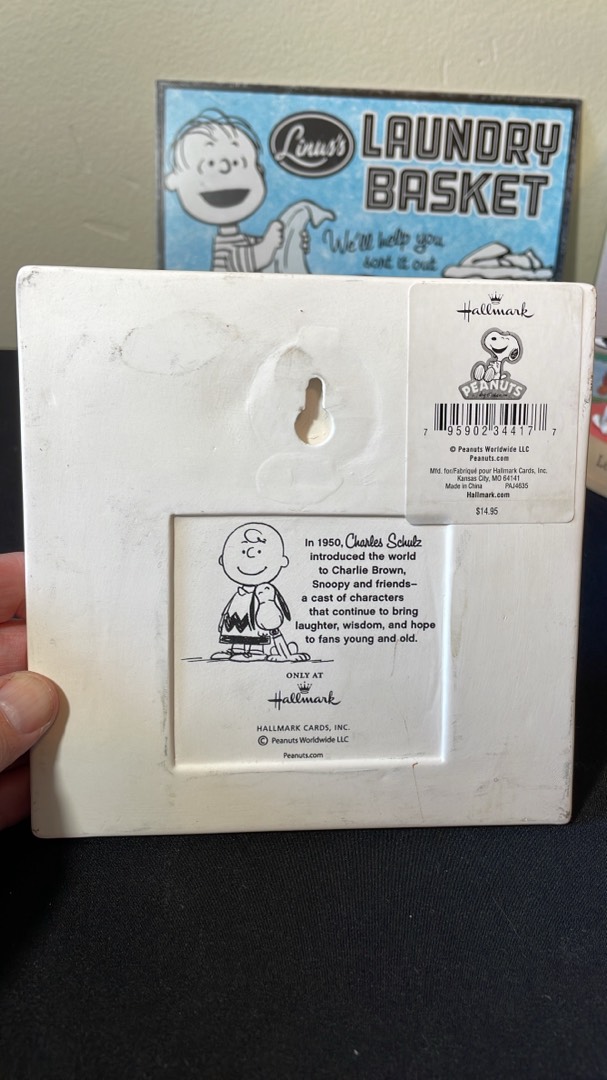 Linus's LAUNDRY
BASKET
We'll help you
sort it out
Hallmark
PEANUTS
7 95902 34417 7
© Peanuts Worldwide LLC
Peanuts.com
Mfd. for/Fabriqué pour Hallmark Cards, Inc.
Kansas City, MO 64141
Made in China PAJ4635
Hallmark.com
$14.95
In 1950, Charles Schulz
introduced the world
to Charlie Brown,
Snoopy and friends–
a cast of characters
that continue to bring
laughter, wisdom, and hope
to fans young and old.
ONLY AT
Hallmark
HALLMARK CARDS, INC.
© Peanuts Worldwide LLC
Peanuts.com